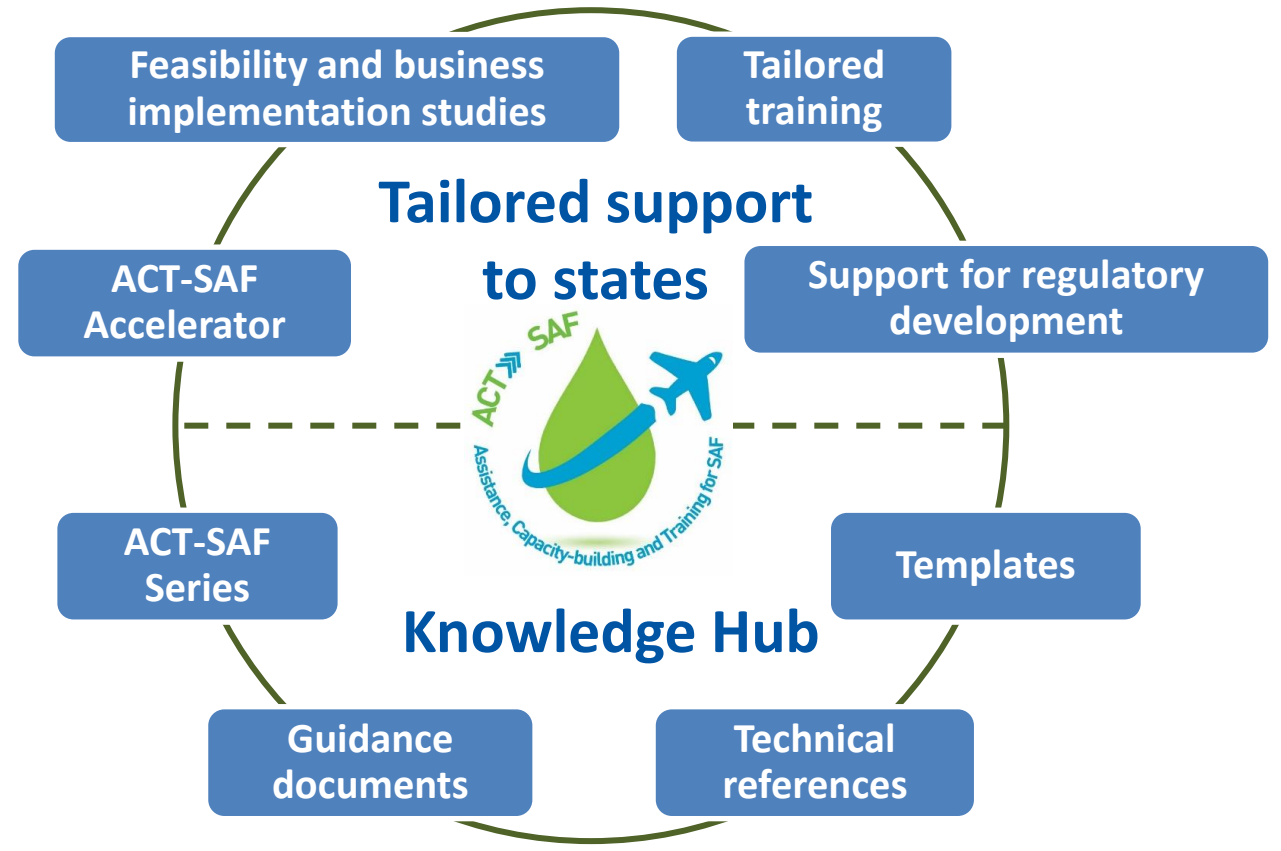 Feasibility and business
implementation studies
Tailored
training
Tailored support
to states
ACT-SAF
Accelerator
Support for regulatory
development
ACT SAF
Assistance, Capacity-building and Training for SAF
ACT-SAF
Series
Templates
Knowledge Hub
Guidance
documents
Technical
references